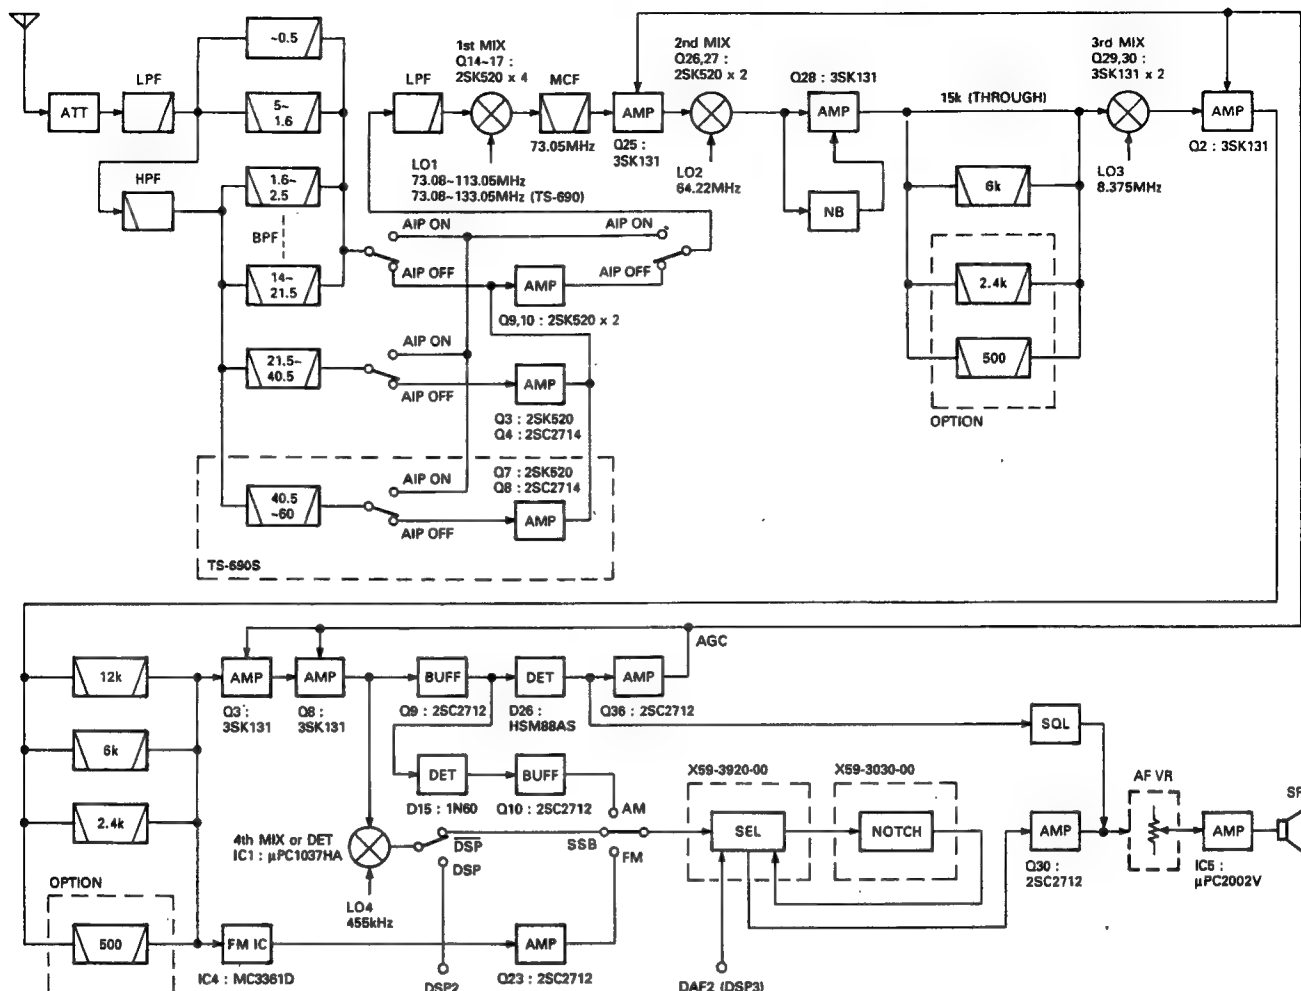 ~0.5
LPF
ATT
5~
1.6
HPF
1.6~
2.5
BPF
14~
21.5
21.5~
40.5
40.5
~60
TS-690S
AIP ON
AIP OFF
AIP ON
AIP OFF
AIP ON
AIP OFF
AIP ON
AIP OFF
AMP
Q9,10 : 2SK520 x 2
AMP
Q3 : 2SK520
Q4 : 2SC2714
Q7 : 2SK520
Q8 : 2SC2714
AMP
LPF
1st MIX
Q14~17 :
2SK520 x 4
LO1
73.08~113.05MHz
73.08~133.05MHz (TS-690)
MCF
73.05MHz
AMP
Q25 :
3SK131
2nd MIX
Q26,27 :
2SK520 x 2
LO2
64.22MHz
Q28 : 3SK131
AMP
NB
15k (THROUGH)
6k
2.4k
500
OPTION
3rd MIX
Q29,30 :
3SK131 x 2
LO3
8.375MHz
AMP
Q2 : 3SK131
12k
6k
2.4k
OPTION
500
AMP
Q3 :
3SK131
AMP
Q8 :
3SK131
BUFF
Q9 : 2SC2712
DET
D26 :
HSM88AS
AMP
Q36 : 2SC2712
AGC
DET
D15 : 1N60
BUFF
Q10 : 2SC2712
4th MIX or DET
IC1 : μPC1037HA
LO4
455kHz
DSP
DSP
DSP2
AM
SSB
FM
FM IC
IC4 : MC3361D
AMP
Q23 : 2SC2712
X59-3920-00
SEL
X59-3030-00
NOTCH
DAF2 (DSP3)
SQL
AMP
Q30 :
2SC2712
AF VR
AMP
IC5 :
μPC2002V
SP